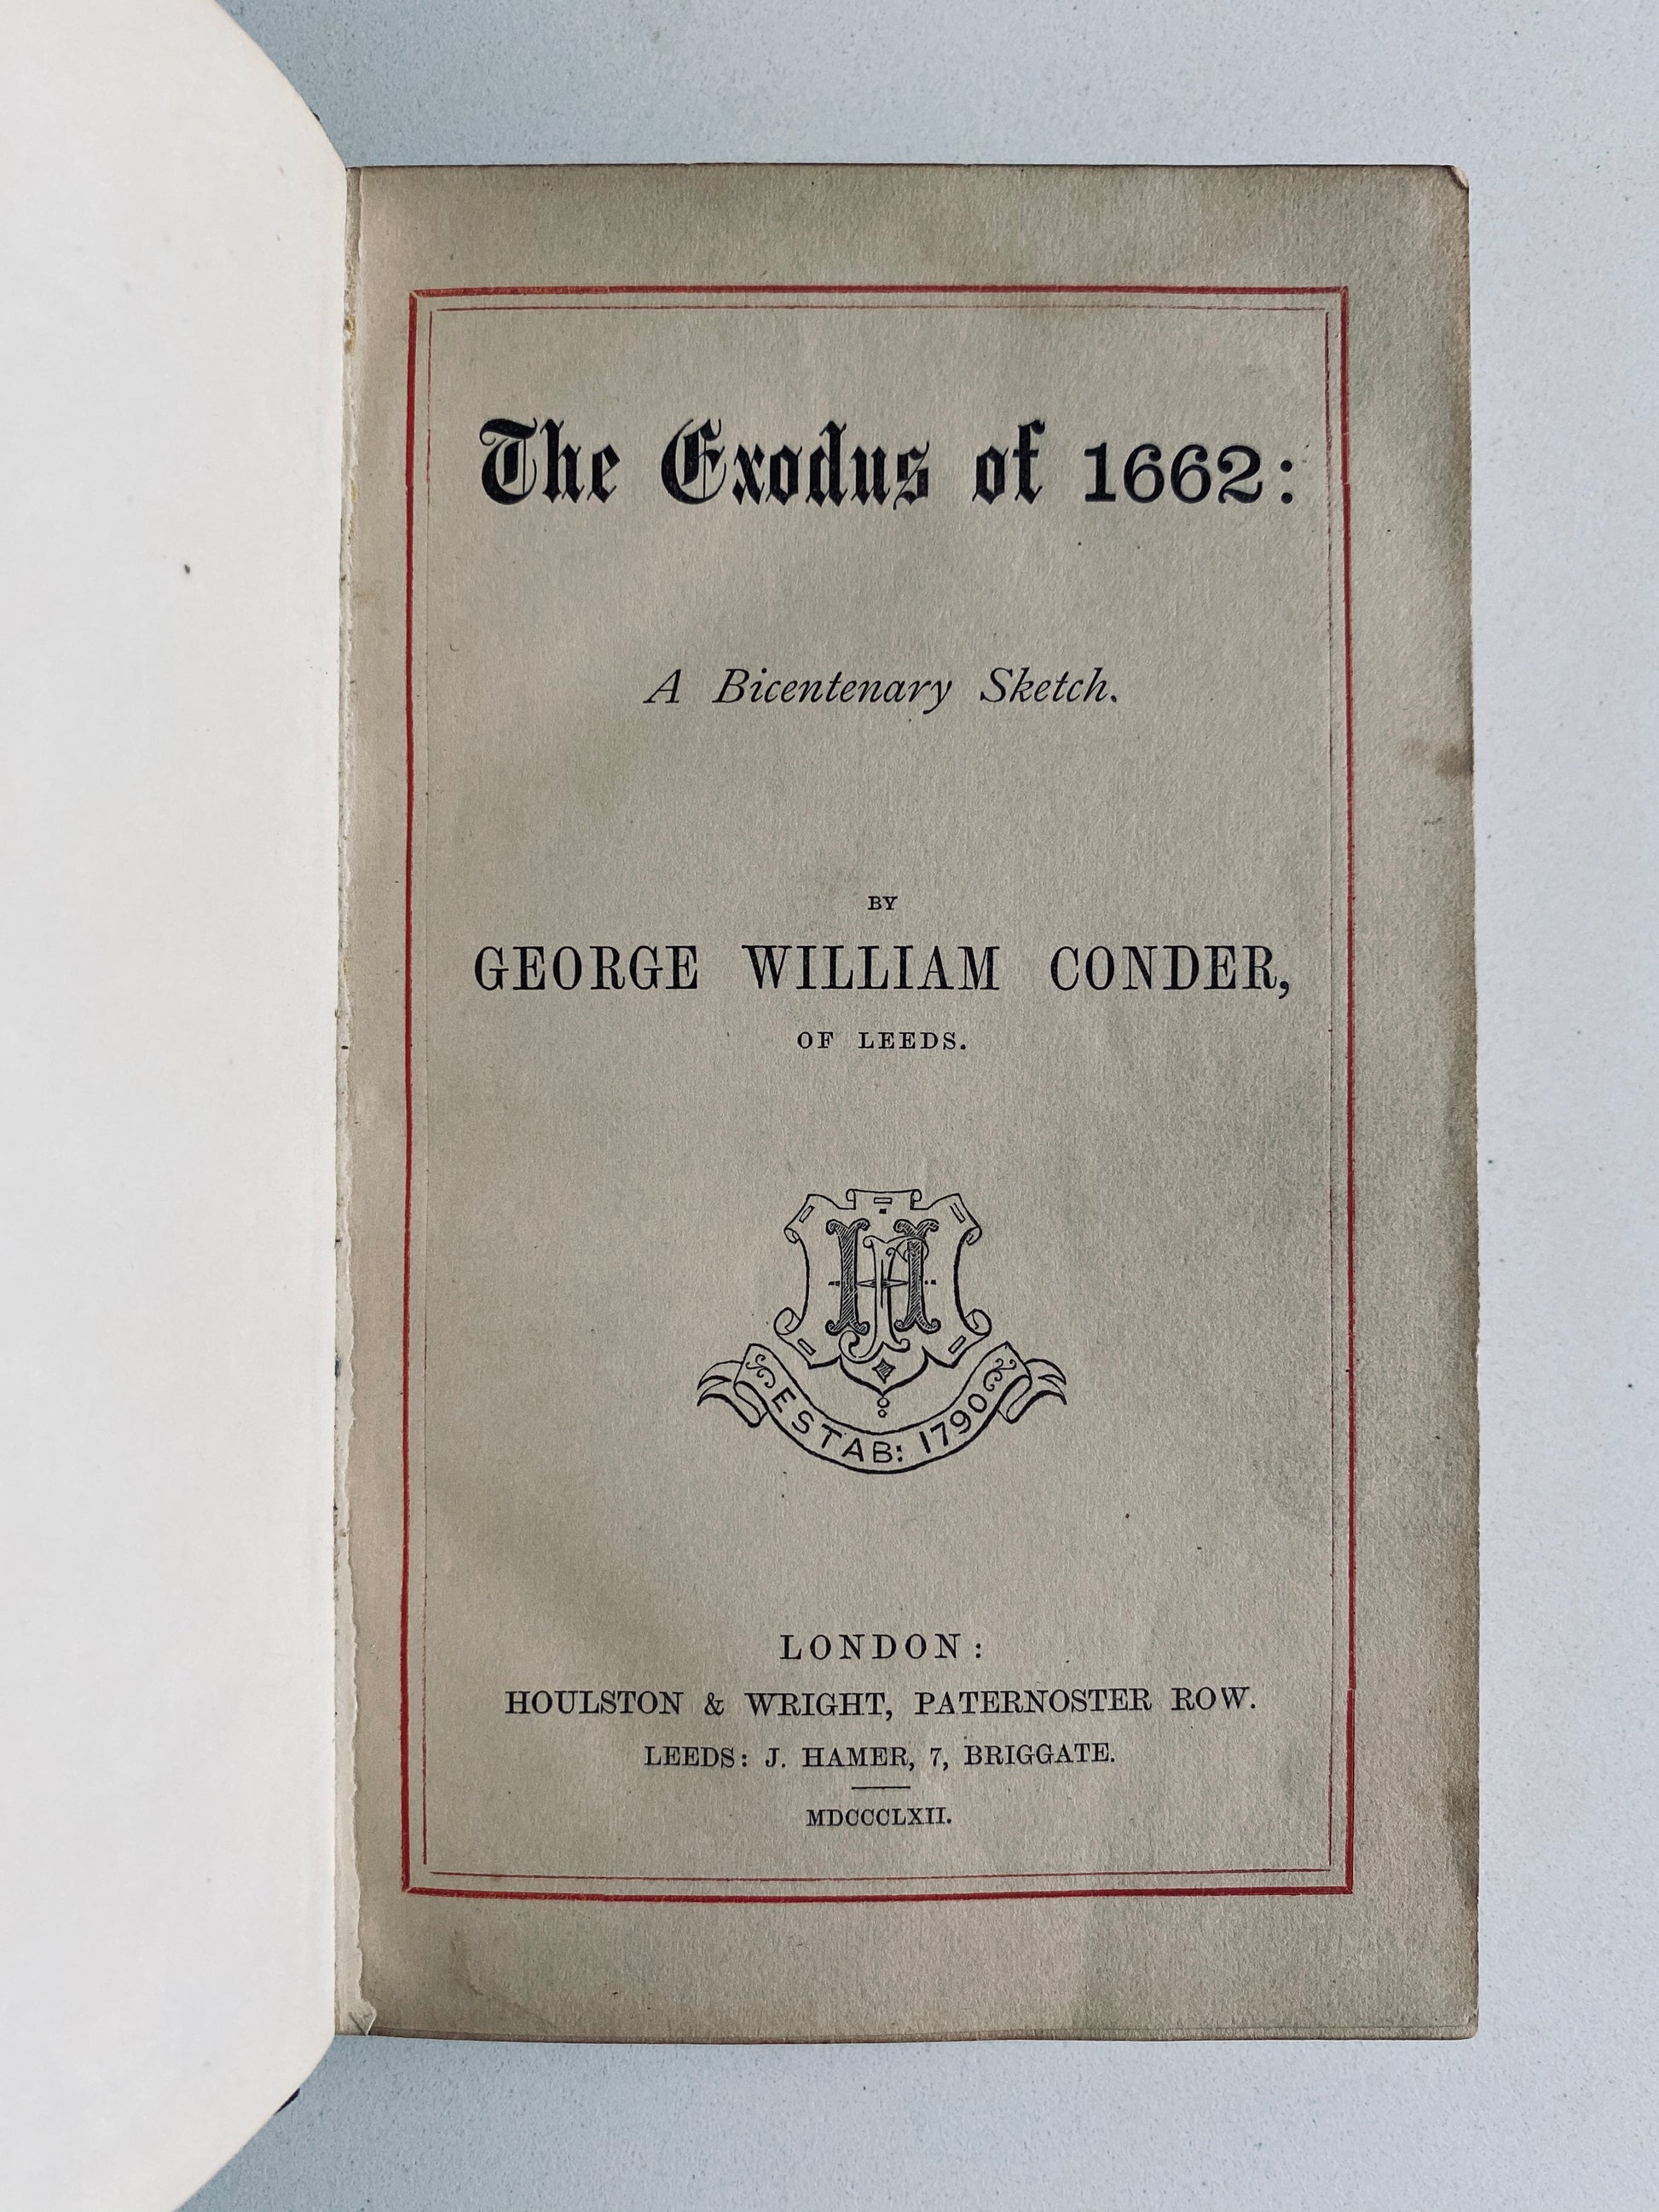 The Exodus of 1662:
A Bicentenary Sketch.
BY
GEORGE WILLIAM CONDER,
OF LEEDS.
ESTAB: 1790
LONDON:
HOULSTON & WRIGHT, PATERNOSTER ROW.
LEEDS: J. HAMER, 7, BRIGGATE.
MDCCCLXII.